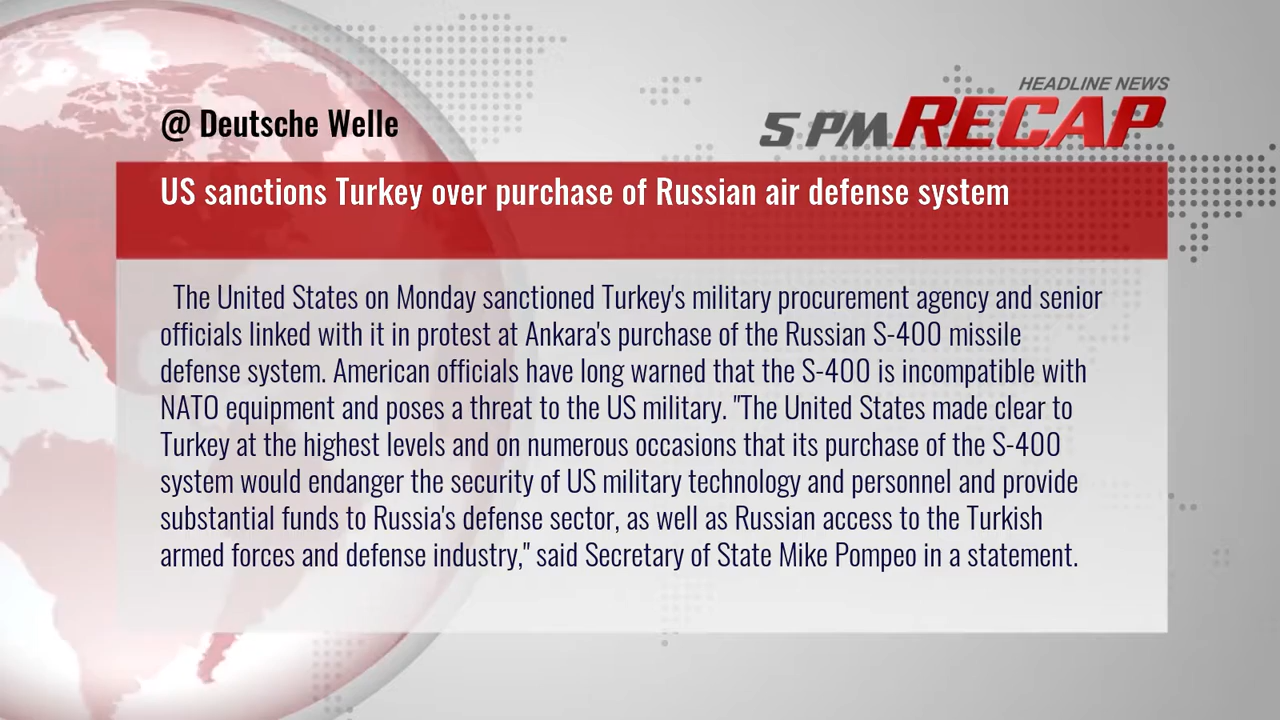 HEADLINE NEWS
@ Deutsche Welle
5 PM RECAP
US sanctions Turkey over purchase of Russian air defense system
The United States on Monday sanctioned Turkey's military procurement agency and senior
officials linked with it in protest at Ankara's purchase of the Russian S-400 missile
defense system. American officials have long warned that the S-400 is incompatible with
NATO equipment and poses a threat to the US military. "The United States made clear to
Turkey at the highest levels and on numerous occasions that its purchase of the S-400
system would endanger the security of US military technology and personnel and provide
substantial funds to Russia's defense sector, as well as Russian access to the Turkish
armed forces and defense industry," said Secretary of State Mike Pompeo in a statement.